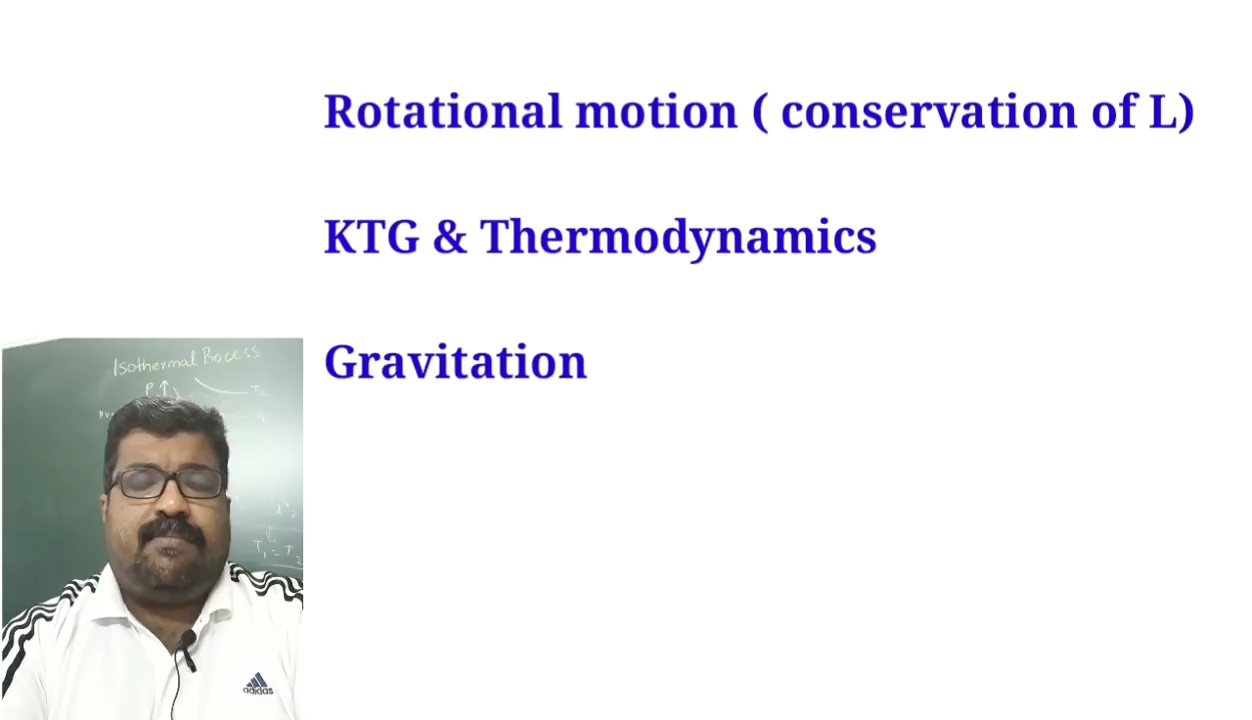 Rotational motion ( conservation of L)
KTG & Thermodynamics
Gravitation
Isothermal Process
P
adidas